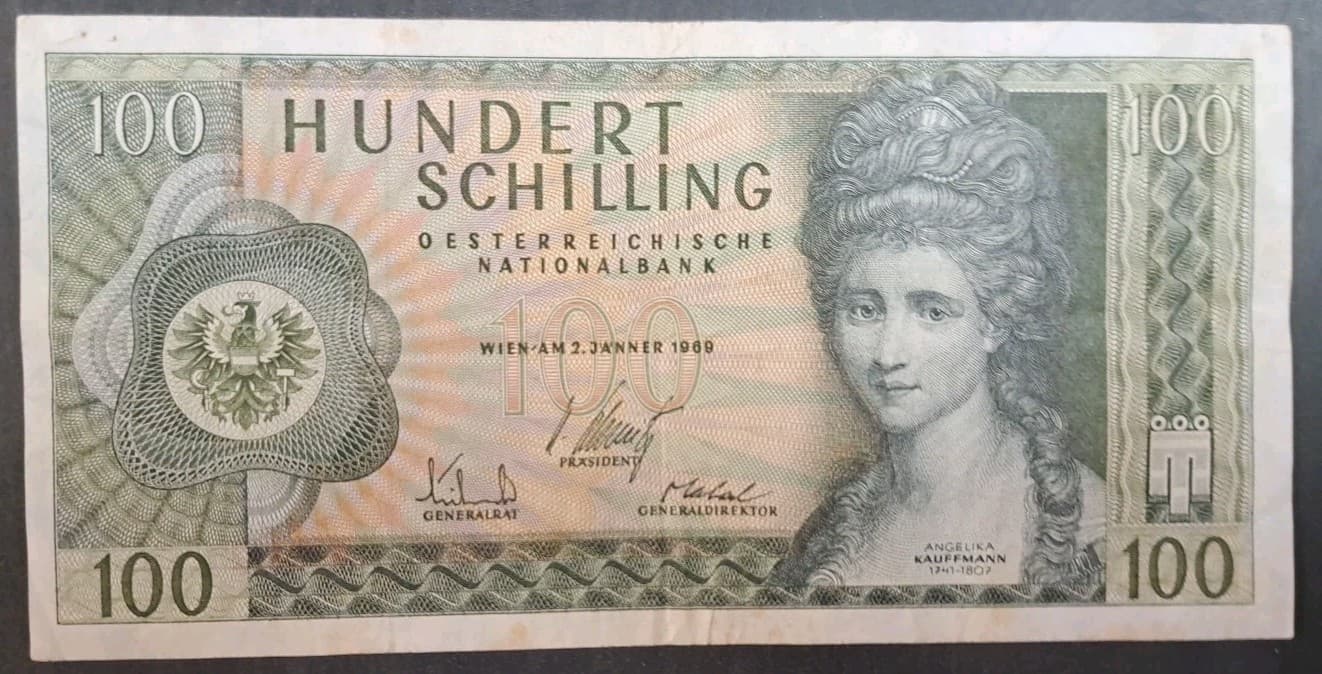 100
HUNDERT
SCHILLING
OESTERREICHISCHE
NATIONALBANK
100
WIEN·AM 2. JÄNNER 1969
PRÄSIDENT
GENERALRAT
GENERALDIREKTOR
100
ANGELIKA
KAUFFMANN
1741-1807
100
100